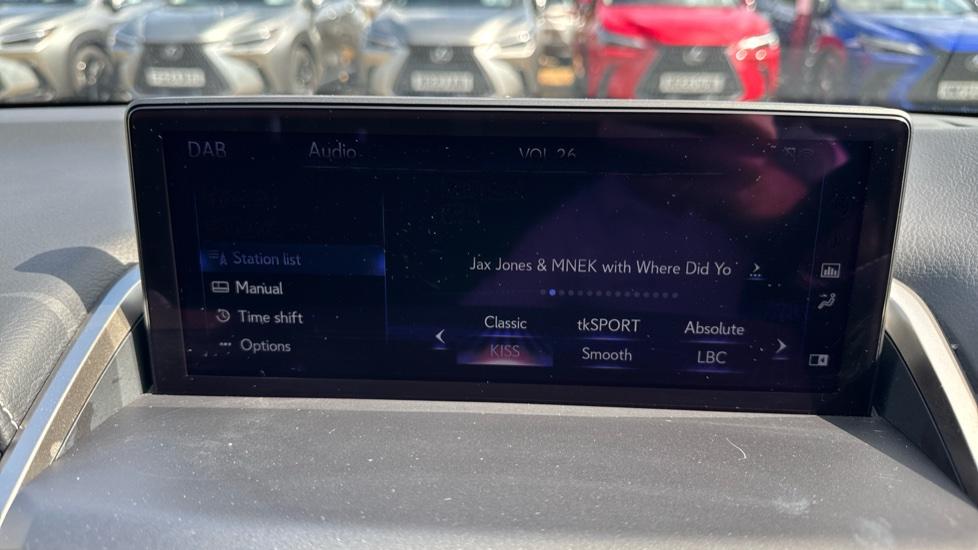 DAB Audio VOL 26
Station list
Manual
Time shift
Options
Jax Jones & MNEK with Where Did Yo
Classic tkSPORT Absolute
KISS Smooth LBC